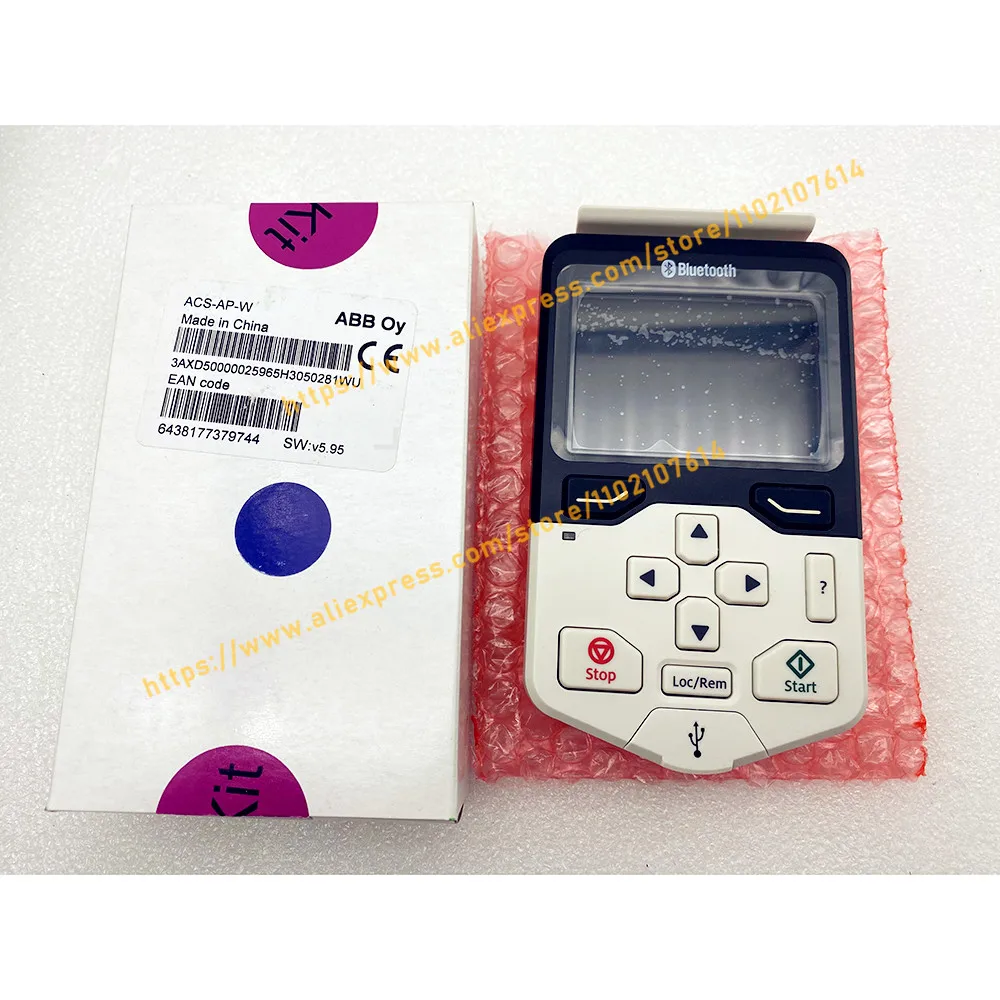 Kit
ACS-AP-W
Made in China
ABB Oy
CE
3AXD50000025965H3050281WU
EAN code
6438177379744
SW:v5.95
Kit
Bluetooth
?
Stop
Loc/Rem
Start
https://www.aliexpress.com/store/1102107614
https://www.aliexpress.com/store/1102107614